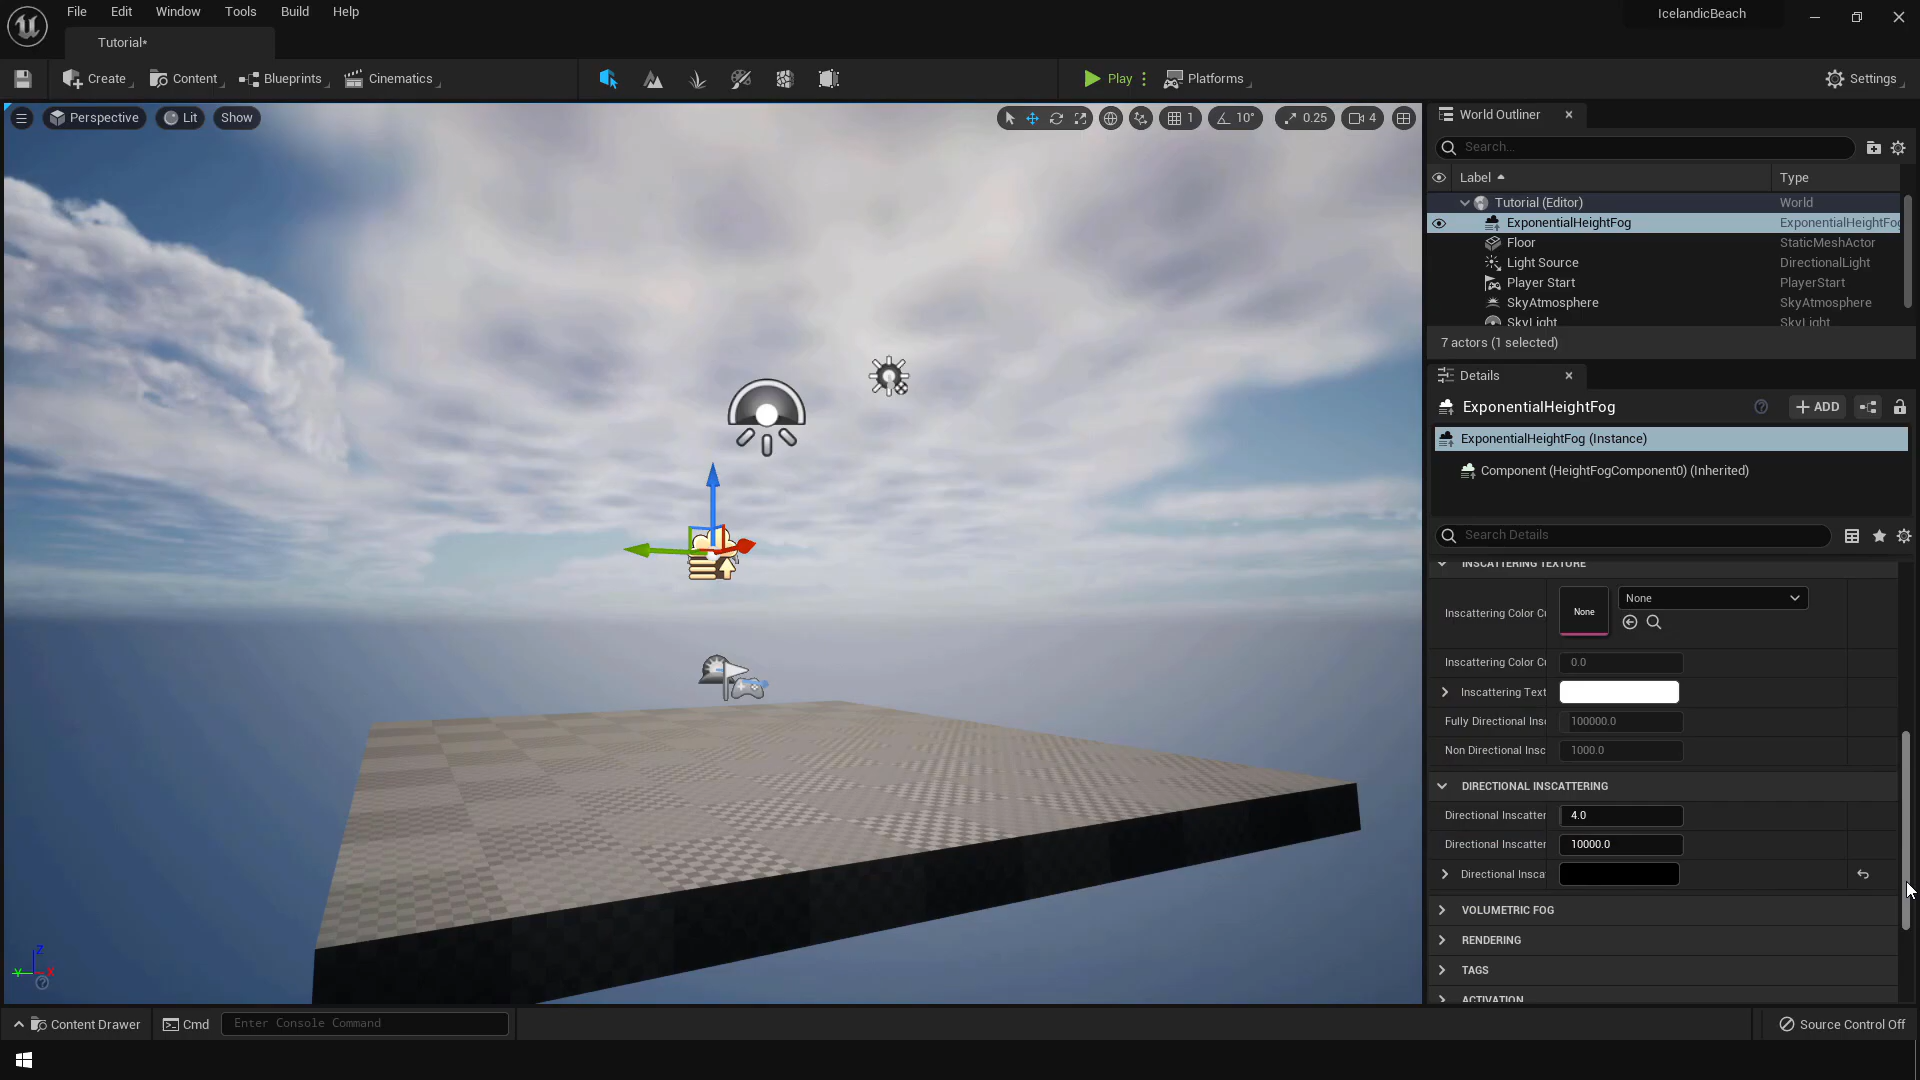 File Edit Window Tools Build Help
IcelandicBeach
Tutorial*
Create Content Blueprints Cinematics
Play Platforms
Settings
Perspective Lit Show
1 10° 0.25 4
World Outliner
Search...
Label Type
Tutorial (Editor) World
ExponentialHeightFog ExponentialHeightFog
Floor StaticMeshActor
Light Source DirectionalLight
Player Start PlayerStart
SkyAtmosphere SkyAtmosphere
SkyLight SkyLight
7 actors (1 selected)
Details
ExponentialHeightFog
ADD
ExponentialHeightFog (Instance)
Component (HeightFogComponent0) (Inherited)
Search Details
INSCATTERING TEXTURE
Inscattering Color Cu None None
Inscattering Color Cu 0.0
Inscattering Text
Fully Directional Insc 100000.0
Non Directional Insc 1000.0
DIRECTIONAL INSCATTERING
Directional Inscatter 4.0
Directional Inscatter 10000.0
Directional Insca
VOLUMETRIC FOG
RENDERING
TAGS
ACTIVATION
Z
Y X
Content Drawer Cmd Enter Console Command
Source Control Off